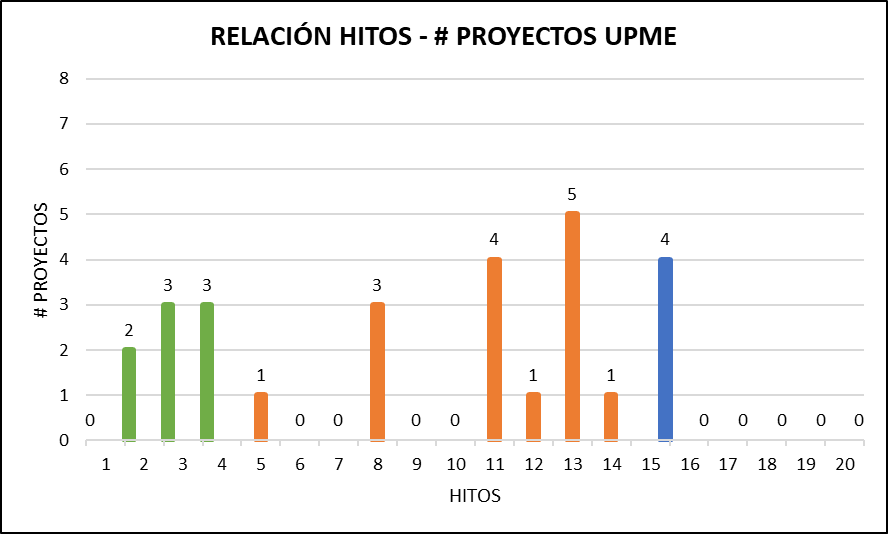 RELACIÓN HITOS - # PROYECTOS UPME
8
7
6
5
4
3
2
1
0
# PROYECTOS
0 2 3 3 1 0 0 3 0 0 4 1 5 1 4 0 0 0 0 0
1 2 3 4 5 6 7 8 9 10 11 12 13 14 15 16 17 18 19 20
HITOS